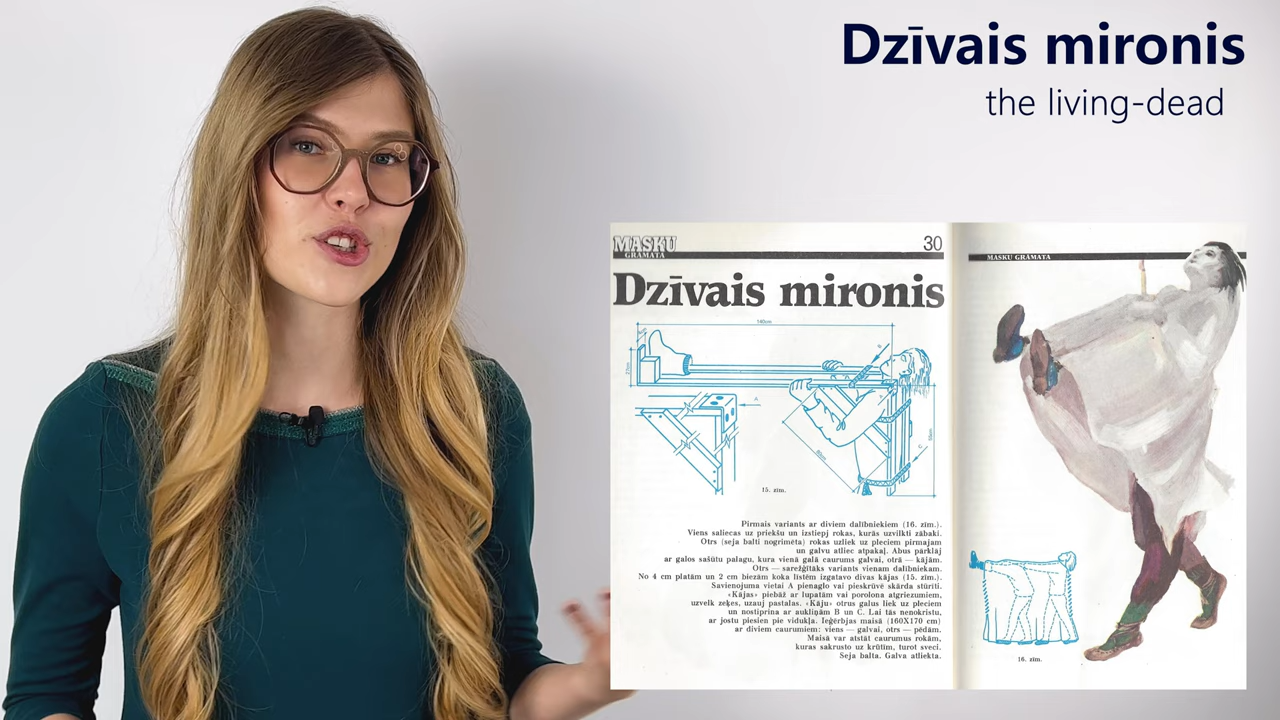 Dzīvais mironis
the living-dead
MASKU
GRĀMATA
30
Dzīvais mironis
140cm
A
B
C
15. zīm.
Pirmais variants ar diviem dalībniekiem (16. zīm.).
Viens saliecas uz priekšu un izstiepj rokas, kurās uzvilkti zābaki.
Otrs (seja balti nogrimēta) rokas uzliek uz pleciem pirmajam
un galvu atliec atpakaļ. Abus pārklāj
ar galos sašūtu palagu, kura vienā galā caurums galvai, otrā — kājām.
Otrs — sarežģītāks variants vienam dalībniekam.
No 4 cm platām un 2 cm biezām koka līstēm izgatavo divas kājas (15. zīm.).
Savienojuma vietai A pienaglo vai pieskrūvē skārda stūrīti.
«Kājas» piebāž ar lupatām vai porolona atgriezumiem,
uzvelk zeķes, uzauj pastalas. «Kāju» otrus galus liek uz pleciem
un nostiprina ar aukliņām B un C. Lai tās nenokristu,
ar jostu piesien pie vidukļa. Ieģērbjas maisā (160X170 cm)
ar diviem caurumiem: viens — galvai, otrs — pēdām.
Maisā var atstāt caurumus rokām,
kuras sakrusto uz krūtīm, turot sveci.
Seja balta. Galva atliekta.
MASKU GRĀMATA
16. zīm.